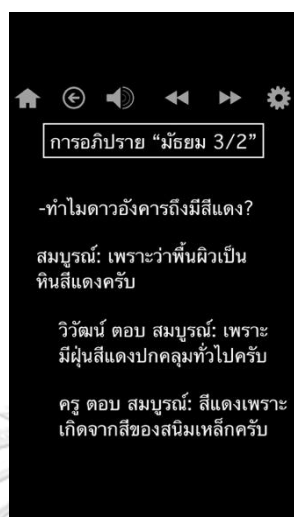 การอภิปราย “มัธยม 3/2”
-ทำไมดาวอังคารถึงมีสีแดง?
สมบูรณ์: เพราะว่าพื้นผิวเป็น
หินสีแดงครับ
วิวัฒน์ ตอบ สมบูรณ์: เพราะ
มีฝุ่นสีแดงปกคลุมทั่วไปครับ
ครู ตอบ สมบูรณ์: สีแดงเพราะ
เกิดจากสีของสนิมเหล็กครับ